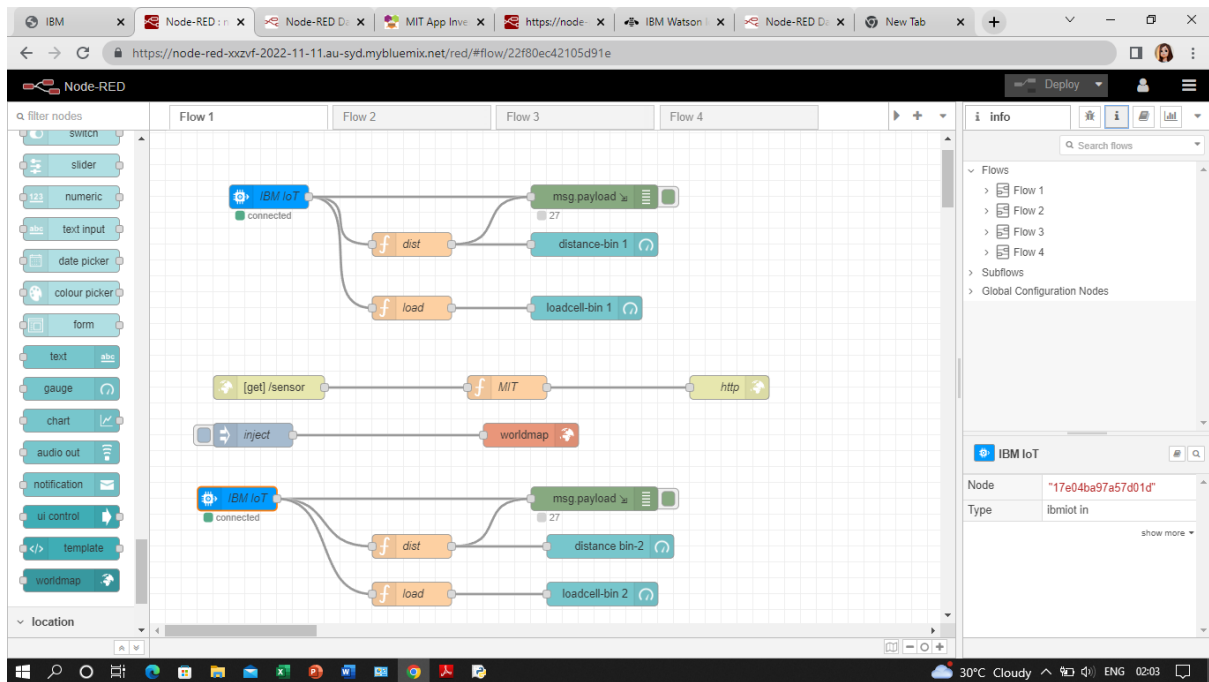 IBM
Node-RED : n
Node-RED Da
MIT App Inve
https://node-
IBM Watson
Node-RED Da
New Tab
https://node-red-xxzvf-2022-11-11.au-syd.mybluemix.net/red/#flow/22f80ec42105d91e
Node-RED
Deploy
filter nodes
Flow 1
Flow 2
Flow 3
Flow 4
i info
i
Search flows
switch
slider
123 numeric
abc text input
date picker
colour picker
form
text abc
gauge
chart
audio out
notification
ui control
</> template
worldmap
location
IBM IoT
connected
msg.payload
27
f dist
distance-bin 1
f load
loadcell-bin 1
[get] /sensor
f MIT
http
inject
worldmap
IBM IoT
connected
msg.payload
27
f dist
distance bin-2
f load
loadcell-bin 2
Flows
Flow 1
Flow 2
Flow 3
Flow 4
Subflows
Global Configuration Nodes
IBM IoT
Node "17e04ba97a57d01d"
Type ibmiot in
show more
30°C Cloudy ENG 02:03